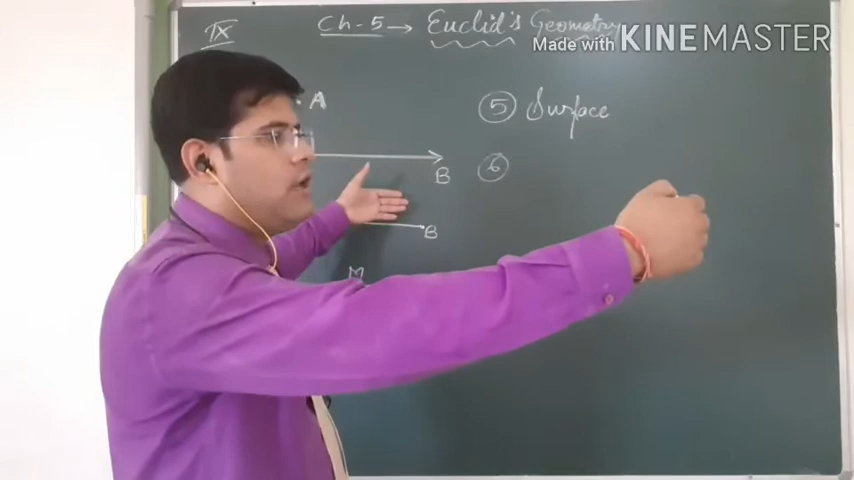 IX Ch-5 → Euclid's Geometry
Made with KINEMASTER
A
⑤ Surface
B
⑥
B
M